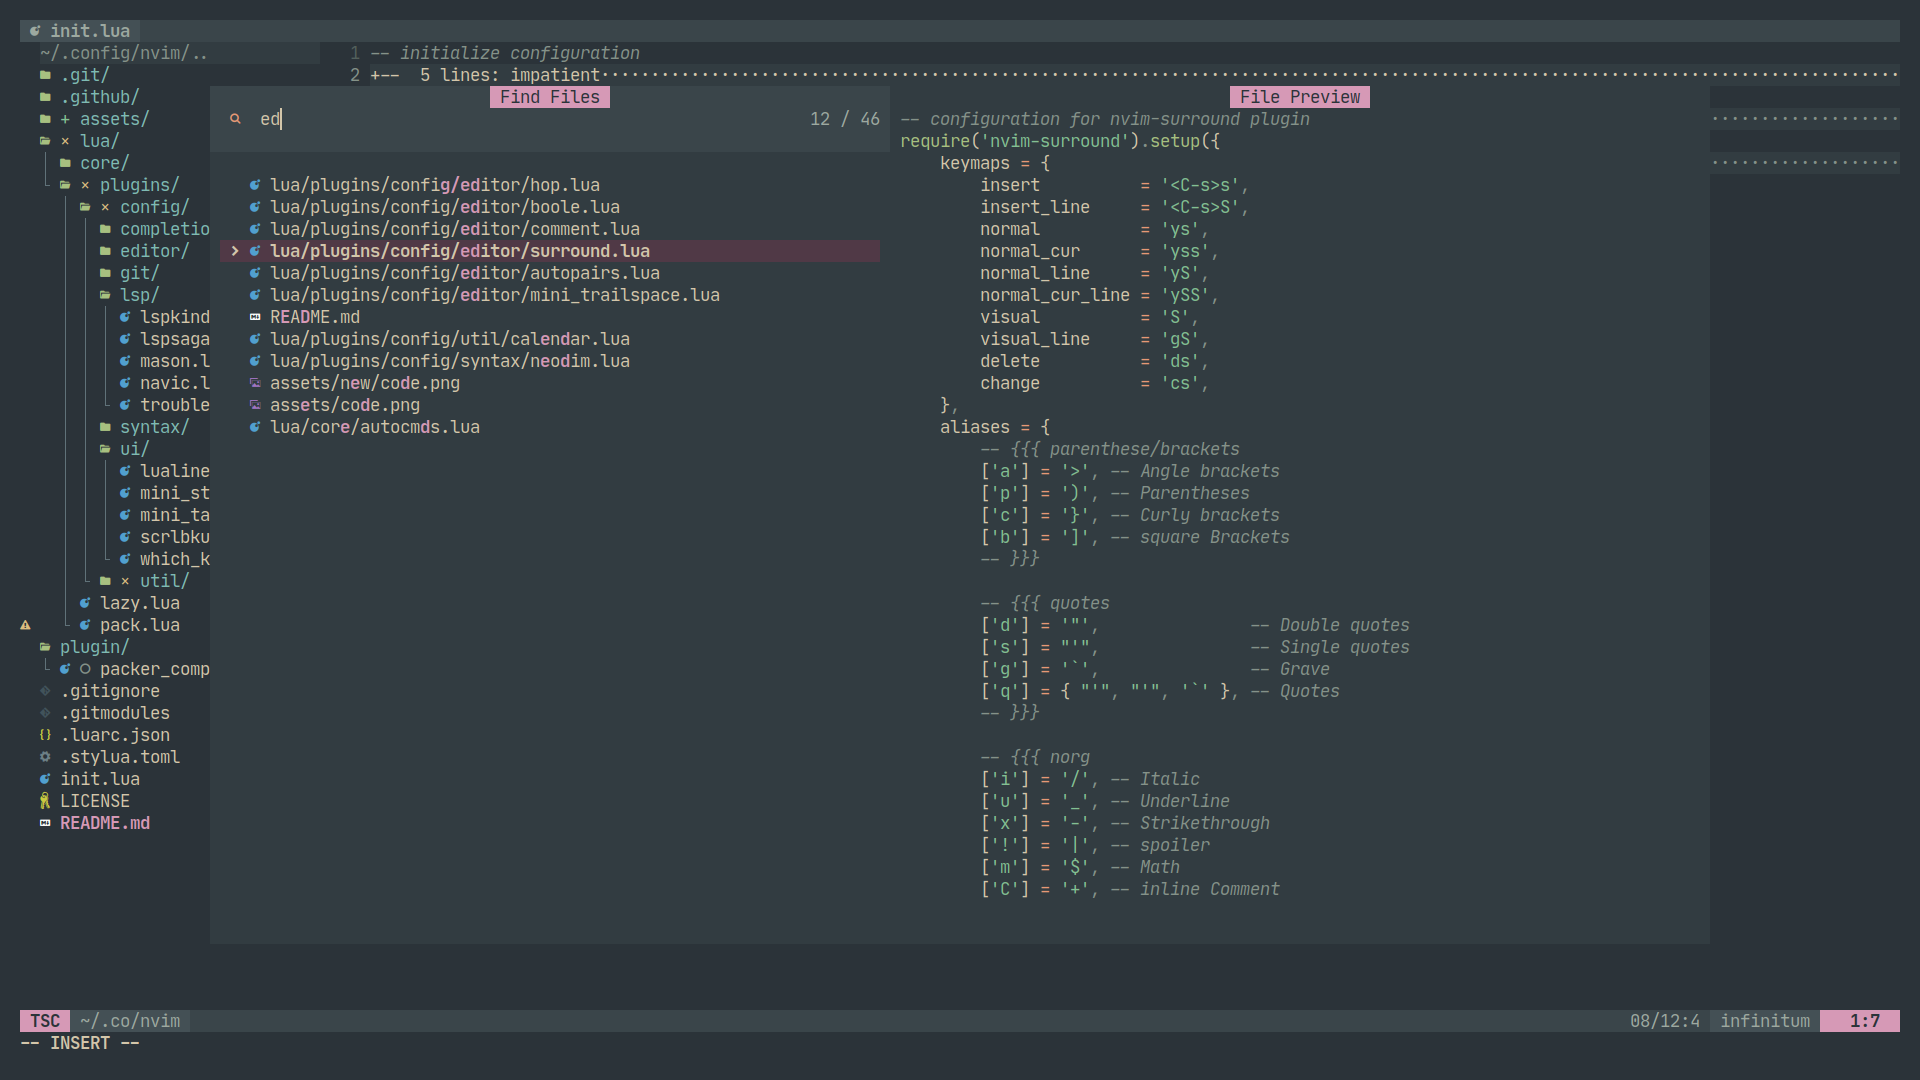 init.lua
~/.config/nvim/..
.git/
.github/
+ assets/
× lua/
core/
× plugins/
× config/
completio
editor/
git/
lsp/
lspkind
lspsaga
mason.l
navic.l
trouble
syntax/
ui/
lualine
mini_st
mini_ta
scrlbku
which_k
× util/
lazy.lua
pack.lua
plugin/
packer_comp
.gitignore
.gitmodules
{} .luarc.json
.stylua.toml
init.lua
LICENSE
README.md
1 -- initialize configuration
2 +-- 5 lines: impatient··········
Find Files
ed
12 / 46
lua/plugins/config/editor/hop.lua
lua/plugins/config/editor/boole.lua
lua/plugins/config/editor/comment.lua
> lua/plugins/config/editor/surround.lua
lua/plugins/config/editor/autopairs.lua
lua/plugins/config/editor/mini_trailspace.lua
README.md
lua/plugins/config/util/calendar.lua
lua/plugins/config/syntax/neodim.lua
assets/new/code.png
assets/code.png
lua/core/autocmds.lua
File Preview
-- configuration for nvim-surround plugin
require('nvim-surround').setup({
    keymaps = {
        insert          = '<C-s>s',
        insert_line     = '<C-s>S',
        normal          = 'ys',
        normal_cur      = 'yss',
        normal_line     = 'yS',
        normal_cur_line = 'ySS',
        visual          = 'S',
        visual_line     = 'gS',
        delete          = 'ds',
        change          = 'cs',
    },
    aliases = {
        -- {{{ parenthese/brackets
        ['a'] = '>', -- Angle brackets
        ['p'] = ')', -- Parentheses
        ['c'] = '}', -- Curly brackets
        ['b'] = ']', -- square Brackets
        -- }}}
        -- {{{ quotes
        ['d'] = '"',               -- Double quotes
        ['s'] = "'",               -- Single quotes
        ['g'] = '`',               -- Grave
        ['q'] = { "'", "'", '`' }, -- Quotes
        -- }}}
        -- {{{ norg
        ['i'] = '/', -- Italic
        ['u'] = '_', -- Underline
        ['x'] = '-', -- Strikethrough
        ['!'] = '|', -- spoiler
        ['m'] = '$', -- Math
        ['C'] = '+', -- inline Comment
TSC ~/.co/nvim
08/12:4 infinitum 1:7
-- INSERT --